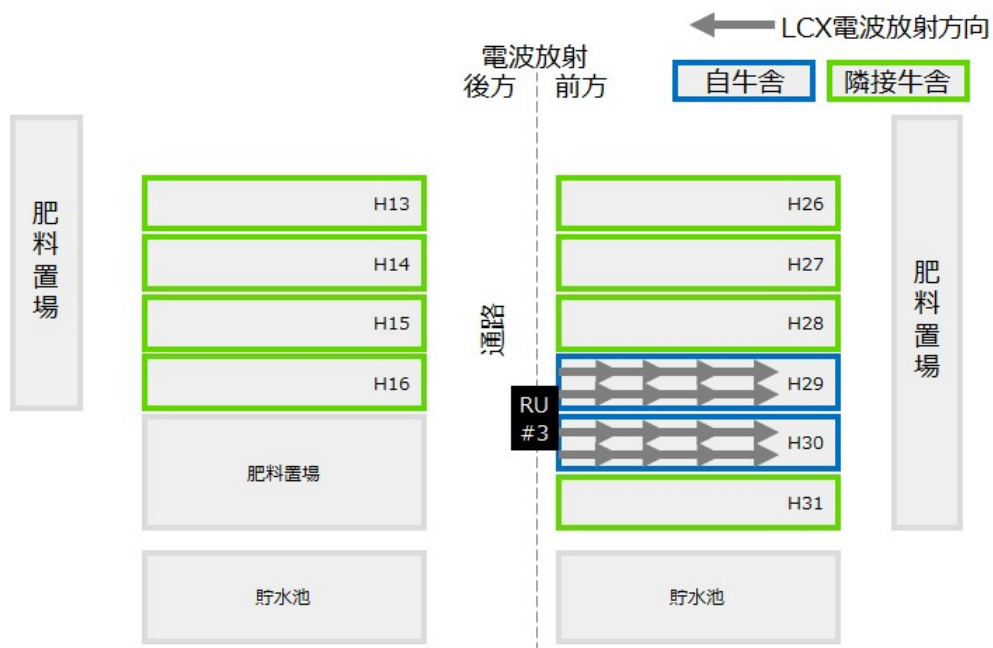 LCX電波放射方向
電波放射
後方 前方
自牛舎
隣接牛舎
肥料置場
H13
H14
H15
H16
肥料置場
貯水池
通路
RU
#3
H26
H27
H28
H29
H30
H31
貯水池
肥料置場